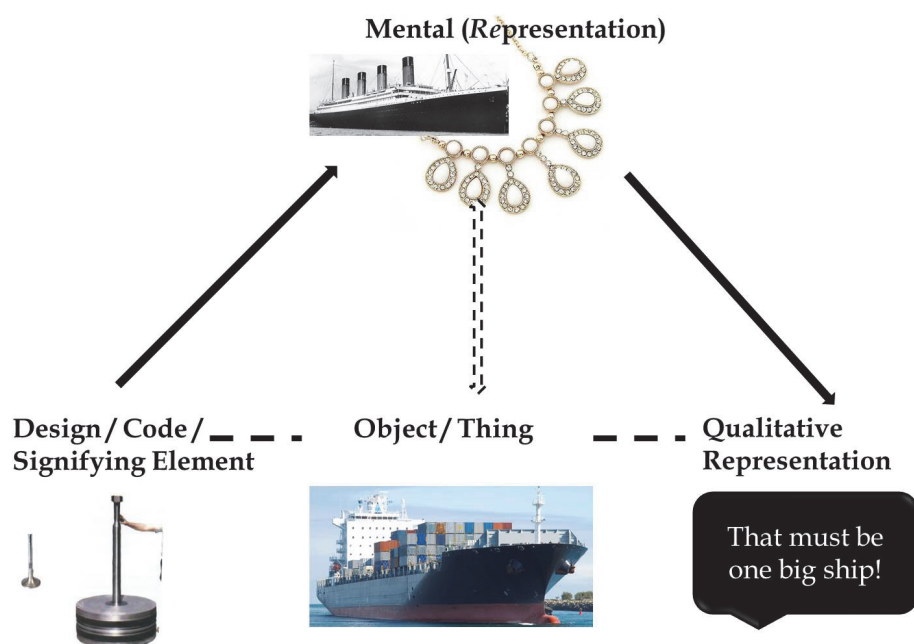 Mental (Representation)
Design / Code /
Signifying Element
Object / Thing
Qualitative
Representation
That must be
one big ship!